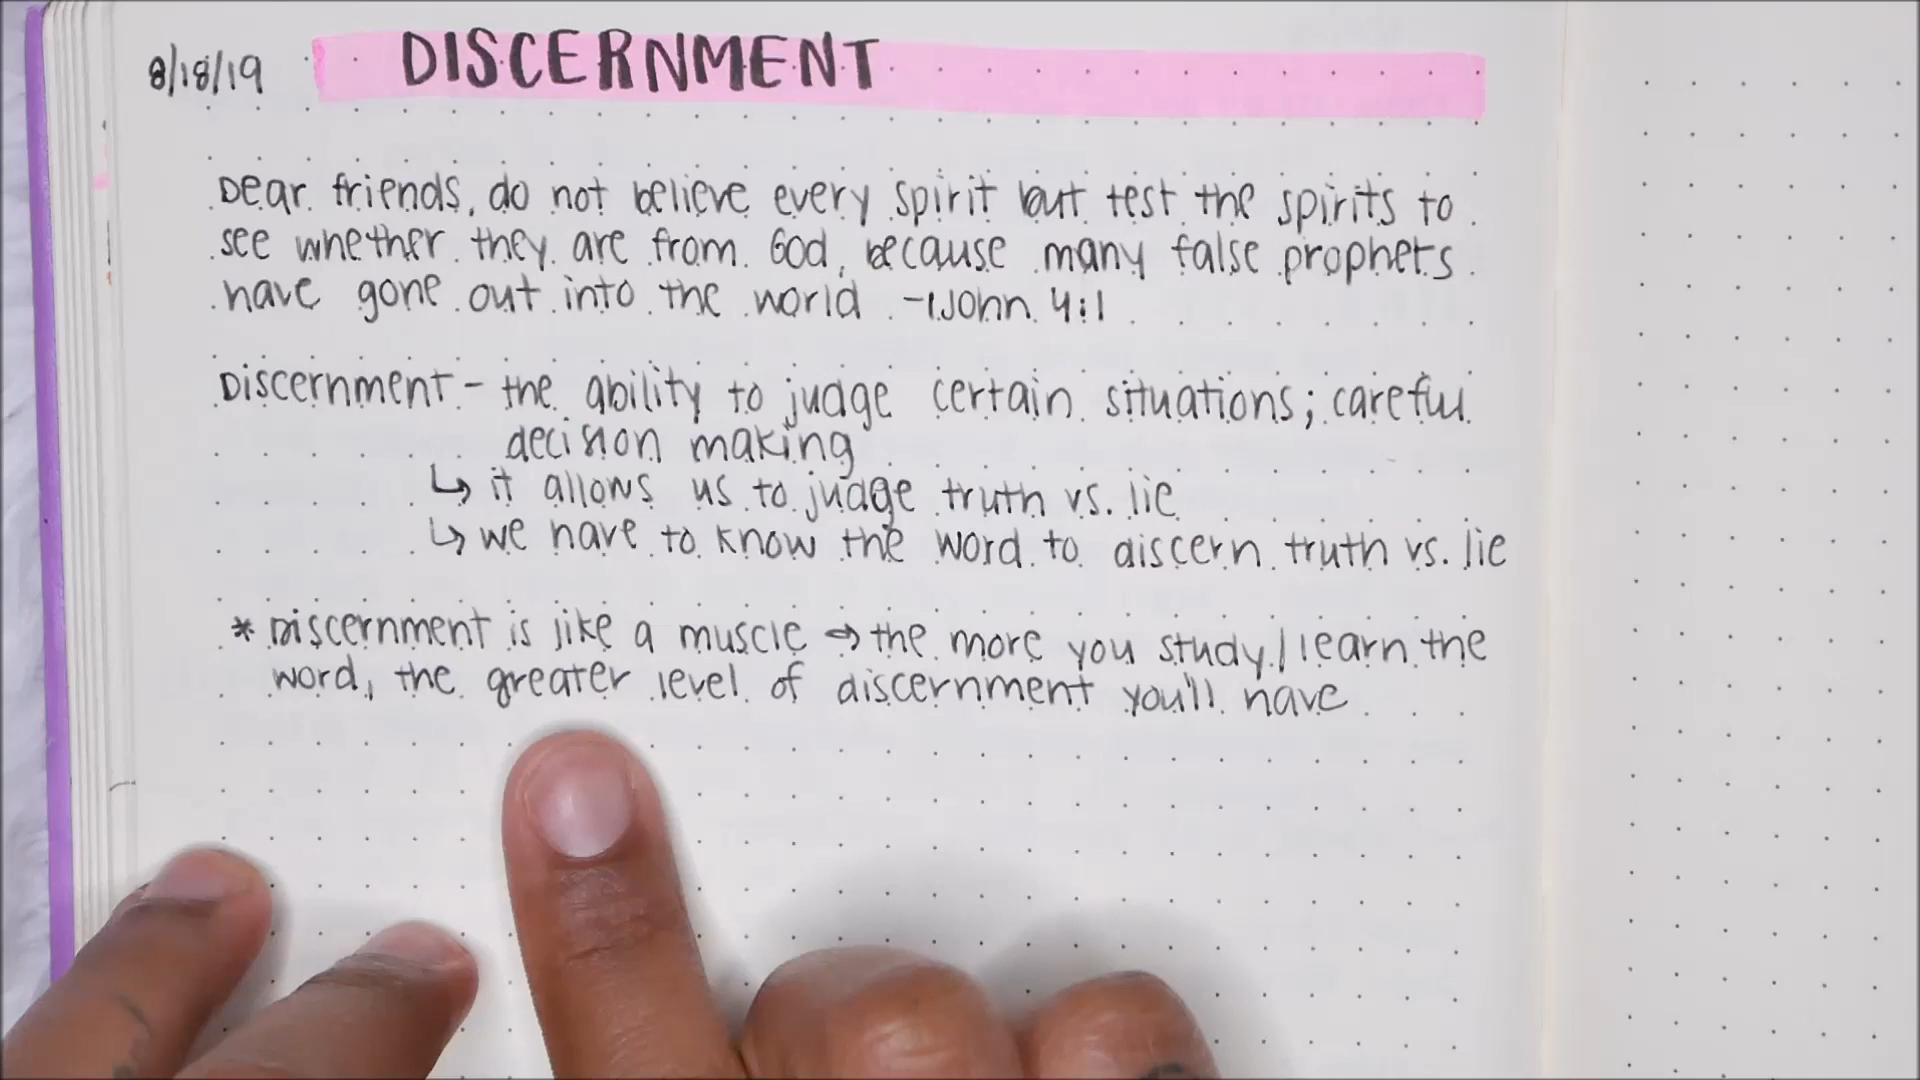 8/18/19 DISCERNMENT
Dear friends, do not believe every spirit but test the spirits to
see whether they are from God, because many false prophets
have gone out into the world -1 John 4:1
Discernment - the ability to judge certain situations; careful
decision making
↳ it allows us to judge truth vs. lie
↳ we have to know the word to discern truth vs. lie
* Discernment is like a muscle → the more you study/learn the
word, the greater level of discernment you'll have